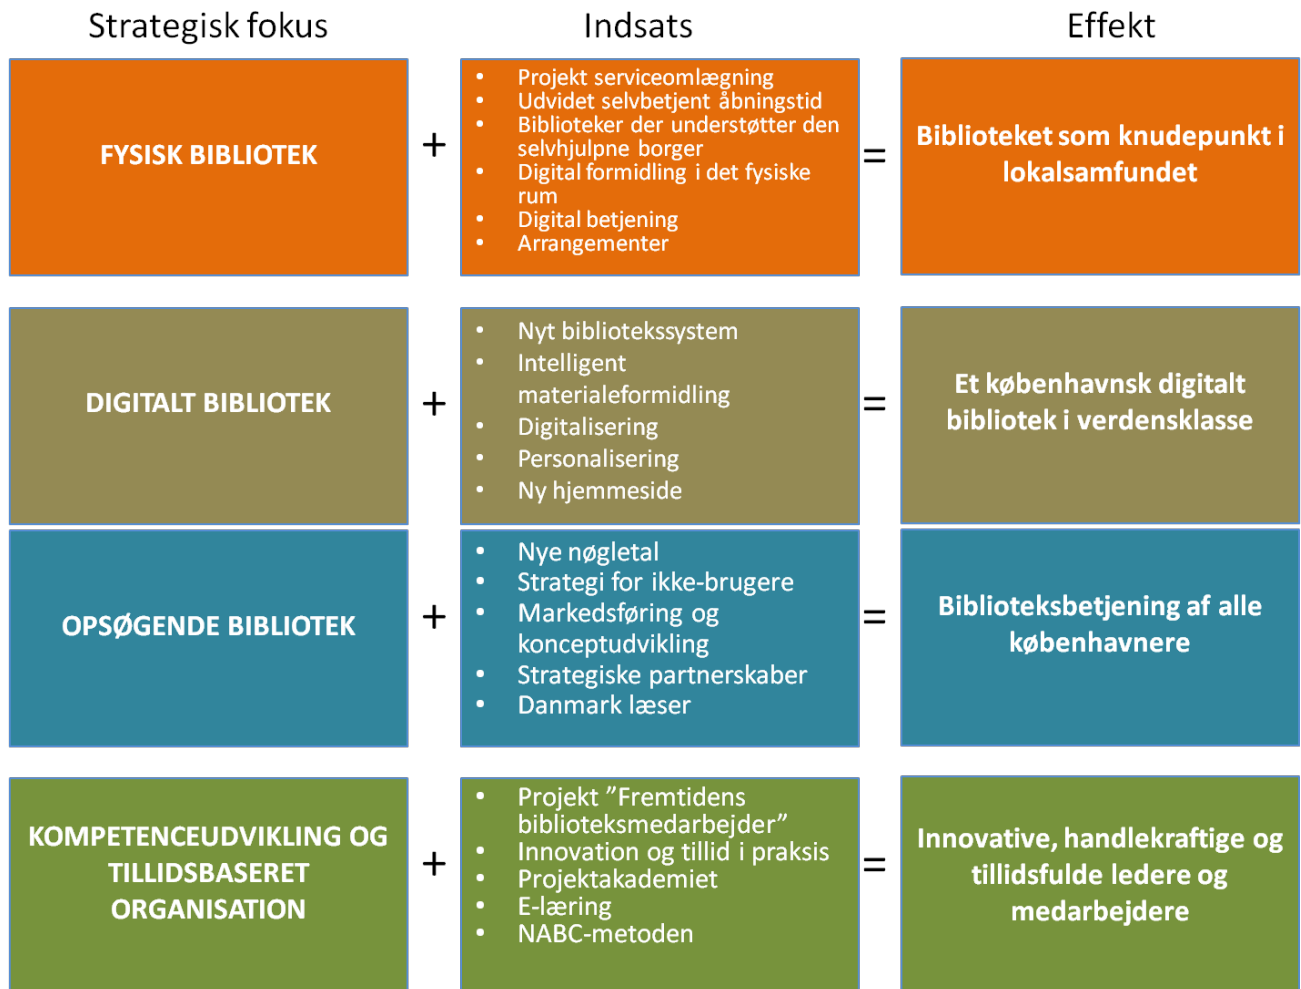 Strategisk fokus
Indsats
Effekt
FYSISK BIBLIOTEK
+
• Projekt serviceomlægning
• Udvidet selvbetjent åbningstid
• Biblioteker der understøtter den
selvhjulpne borger
• Digital formidling i det fysiske
rum
• Digital betjening
• Arrangementer
=
Biblioteket som knudepunkt i
lokalsamfundet
DIGITALT BIBLIOTEK
+
• Nyt bibliotekssystem
• Intelligent
materialeformidling
• Digitalisering
• Personalisering
• Ny hjemmeside
=
Et københavnsk digitalt
bibliotek i verdensklasse
OPSØGENDE BIBLIOTEK
+
• Nye nøgletal
• Strategi for ikke-brugere
• Markedsføring og
konceptudvikling
• Strategiske partnerskaber
• Danmark læser
=
Biblioteksbetjening af alle
københavnere
KOMPETENCEUDVIKLING OG
TILLIDSBASERET
ORGANISATION
+
• Projekt ”Fremtidens
biblioteksmedarbejder”
• Innovation og tillid i praksis
• Projektakademiet
• E-læring
• NABC-metoden
=
Innovative, handlekraftige og
tillidsfulde ledere og
medarbejdere